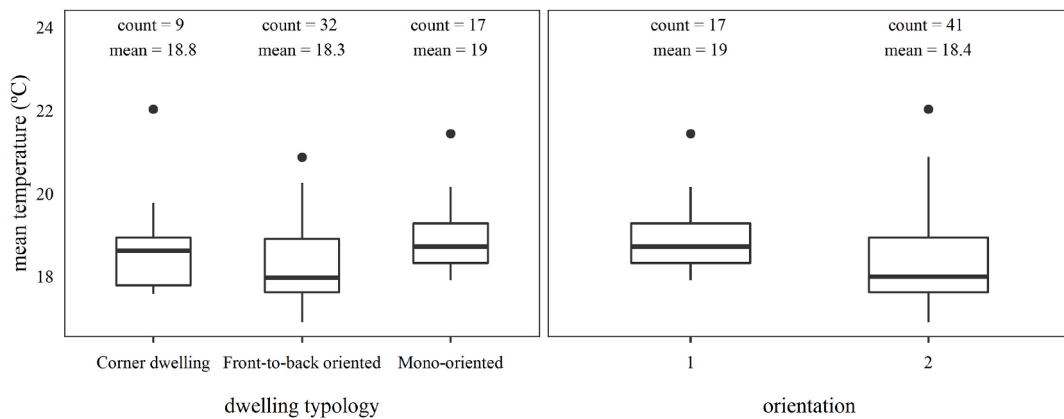 24
22
20
18
mean temperature (ºC)
count = 9
mean = 18.8
count = 32
mean = 18.3
count = 17
mean = 19
Corner dwelling
Front-to-back oriented
Mono-oriented
dwelling typology
count = 17
mean = 19
count = 41
mean = 18.4
1
2
orientation